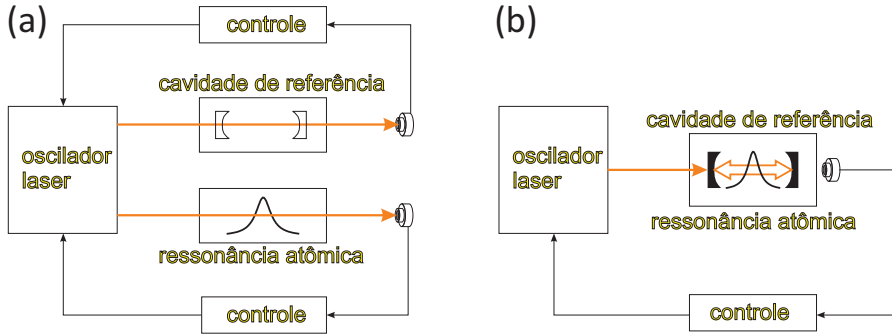 (a)
controle
cavidade de referência
oscilador
laser
ressonância atômica
controle
(b)
cavidade de referência
oscilador
laser
ressonância atômica
controle